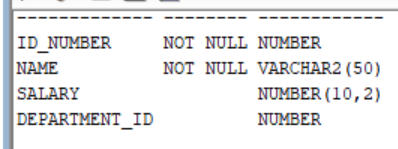 ------------- -------- ------------
ID_NUMBER NOT NULL NUMBER
NAME NOT NULL VARCHAR2(50)
SALARY NUMBER(10,2)
DEPARTMENT_ID NUMBER